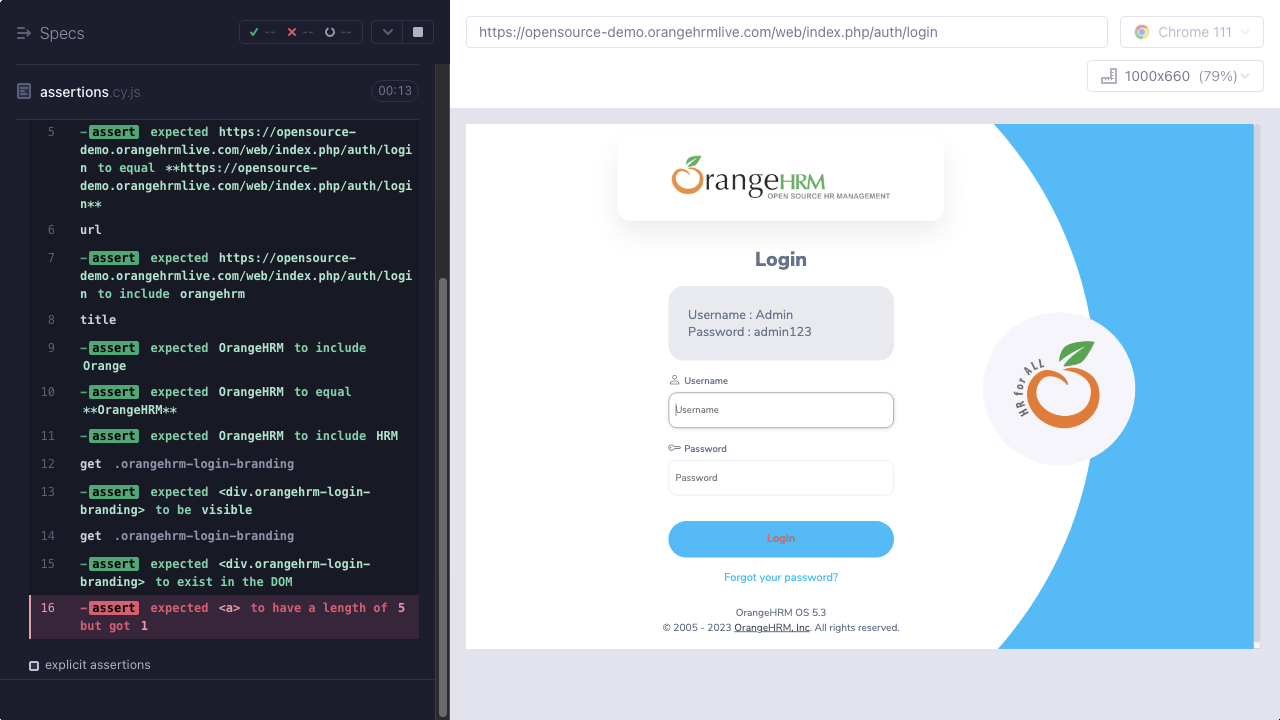 Specs
-- -- --
assertions.cy.js 00:13
5 -assert expected https://opensource-
demo.orangehrmlive.com/web/index.php/auth/logi
n to equal **https://opensource-
demo.orangehrmlive.com/web/index.php/auth/logi
n**
6 url
7 -assert expected https://opensource-
demo.orangehrmlive.com/web/index.php/auth/logi
n to include orangehrm
8 title
9 -assert expected OrangeHRM to include
Orange
10 -assert expected OrangeHRM to equal
**OrangeHRM**
11 -assert expected OrangeHRM to include HRM
12 get .orangehrm-login-branding
13 -assert expected <div.orangehrm-login-
branding> to be visible
14 get .orangehrm-login-branding
15 -assert expected <div.orangehrm-login-
branding> to exist in the DOM
16 -assert expected <a> to have a length of 5
but got 1
explicit assertions
https://opensource-demo.orangehrmlive.com/web/index.php/auth/login
Chrome 111
1000x660 (79%)
OrangeHRM
OPEN SOURCE HR MANAGEMENT
Login
Username : Admin
Password : admin123
Username
Username
Password
Password
Login
Forgot your password?
OrangeHRM OS 5.3
© 2005 - 2023 OrangeHRM, Inc. All rights reserved.
HR for ALL